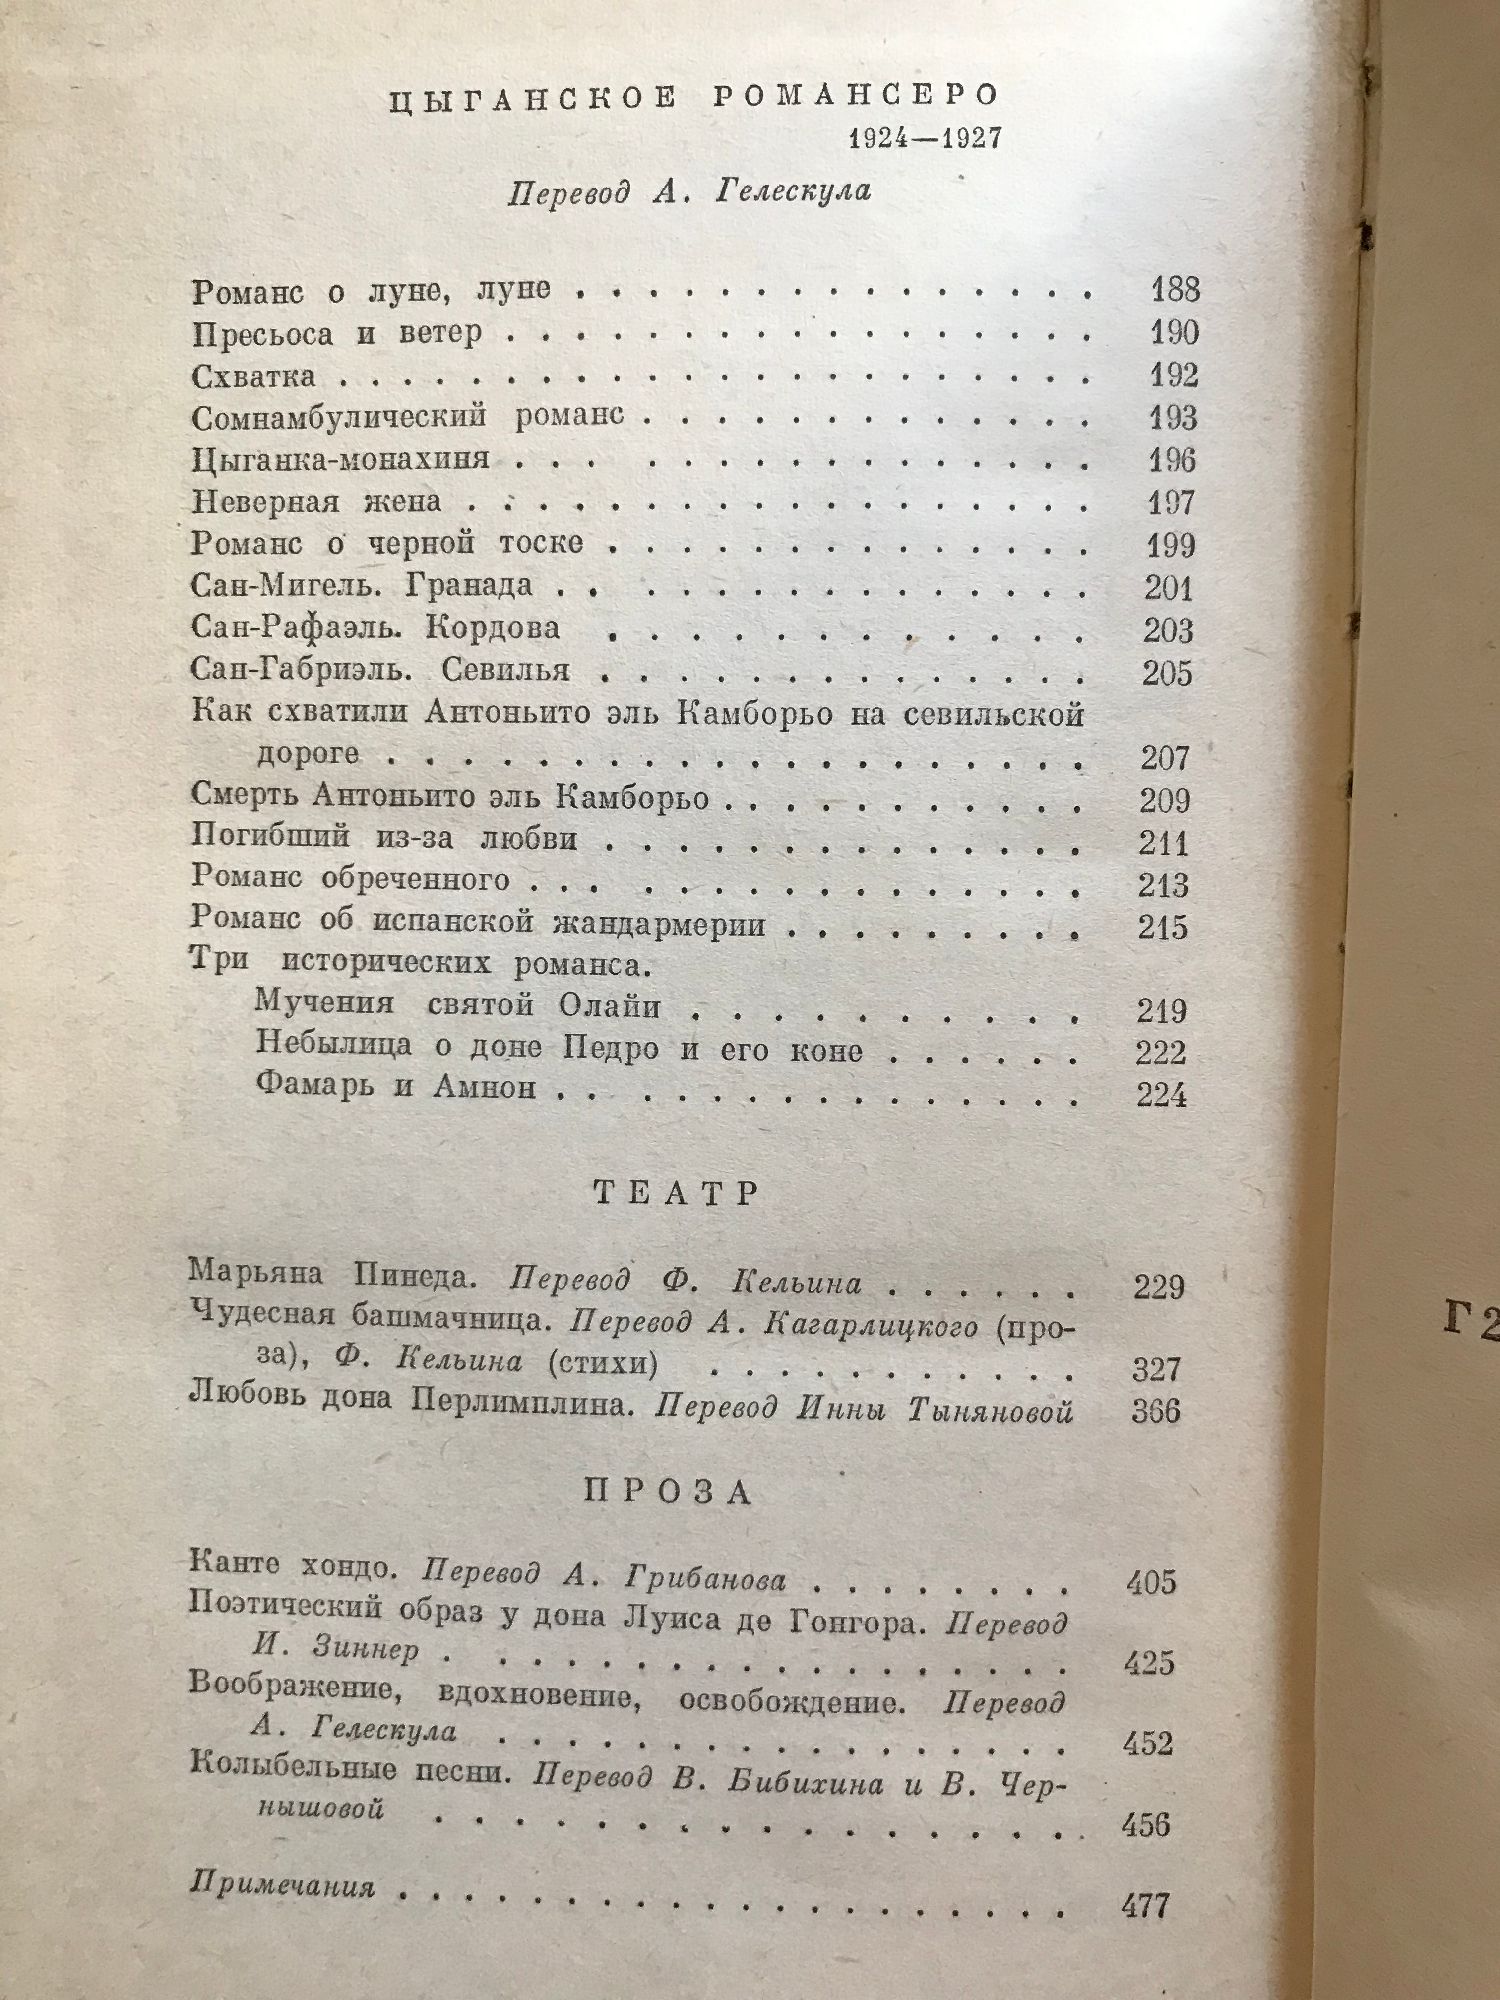 ЦЫГАНСКОЕ РОМАНСЕРО
1924—1927
Перевод А. Гелескула
Романс о луне, луне . . . . . . . . . . . . . . . 188
Пресьоса и ветер . . . . . . . . . . . . . . . . . 190
Схватка . . . . . . . . . . . . . . . . . . . . . 192
Сомнамбулический романс . . . . . . . . . . . . . 193
Цыганка-монахиня . . . . . . . . . . . . . . . . 196
Неверная жена . . . . . . . . . . . . . . . . . . 197
Романс о черной тоске . . . . . . . . . . . . . . 199
Сан-Мигель. Гранада . . . . . . . . . . . . . . . 201
Сан-Рафаэль. Кордова . . . . . . . . . . . . 203
Сан-Габриэль. Севилья . . . . . . . . . . . . . . 205
Как схватили Антоньито эль Камборьо на севильской
дороге . . . . . . . . . . . . . . . . . . . 207
Смерть Антоньито эль Камборьо . . . . . . . . . . . 209
Погибший из-за любви . . . . . . . . . . . . . . 211
Романс обреченного . . . . . . . . . . . . . . . 213
Романс об испанской жандармерии . . . . . . . . . 215
Три исторических романса.
Мучения святой Олайи . . . . . . . . . . 219
Небылица о доне Педро и его коне . . . . . . 222
Фамарь и Амнон . . . . . . . . . . . . . . 224
ТЕАТР
Марьяна Пинеда. Перевод Ф. Кельина . . . . . . 229
Чудесная башмачница. Перевод А. Кагарлицкого (про-
за), Ф. Кельина (стихи) . . . . . . . . . . . 327
Любовь дона Перлимплина. Перевод Инны Тыняновой 366
ПРОЗА
Канте хондо. Перевод А. Грибанова . . . . . . . . 405
Поэтический образ у дона Луиса де Гонгора. Перевод
И. Зиннер . . . . . . . . . . . . . . . . . . 425
Воображение, вдохновение, освобождение. Перевод
А. Гелескула . . . . . . . . . . . . . . . . . 452
Колыбельные песни. Перевод В. Бибихина и В. Чер-
нышовой . . . . . . . . . . . . . . . . . . 456
Примечания . . . . . . . . . . . . . . . . . . . . 477
Г2